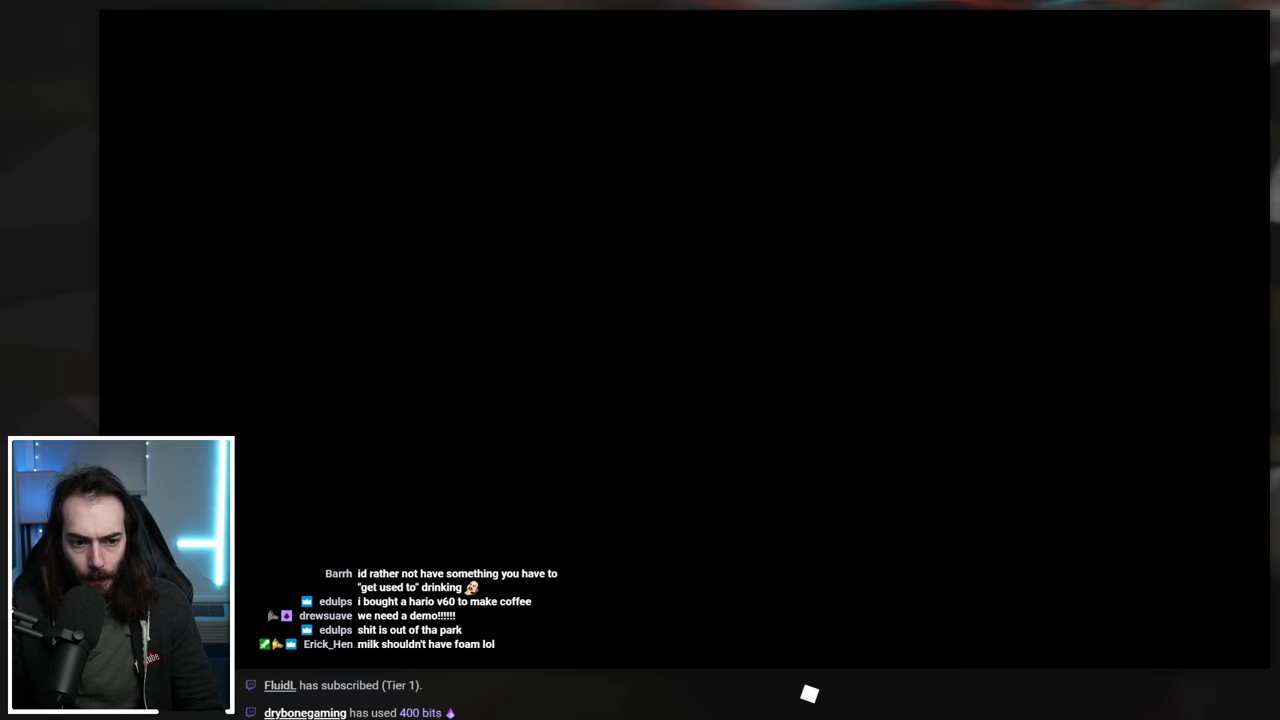 Barrh id rather not have something you have to
"get used to" drinking
edulps i bought a hario v60 to make coffee
drewsuave we need a demo!!!!!!
edulps shit is out of tha park
Erick_Hen milk shouldn't have foam lol
FluidL has subscribed (Tier 1).
drybonegaming has used 400 bits